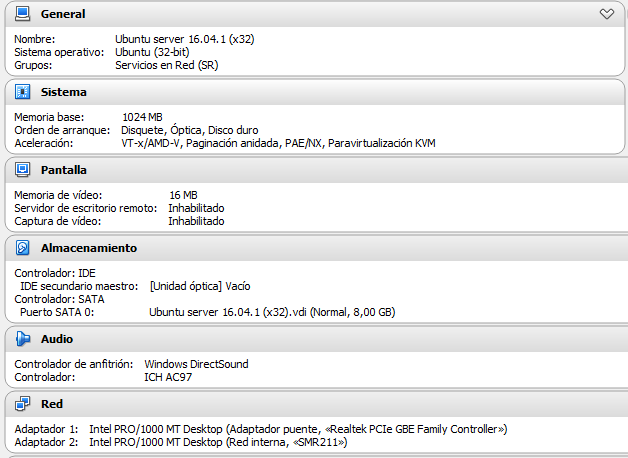 General
Nombre: Ubuntu server 16.04.1 (x32)
Sistema operativo: Ubuntu (32-bit)
Grupos: Servicios en Red (SR)
Sistema
Memoria base: 1024 MB
Orden de arranque: Disquete, Óptica, Disco duro
Aceleración: VT-x/AMD-V, Paginación anidada, PAE/NX, Paravirtualización KVM
Pantalla
Memoria de vídeo: 16 MB
Servidor de escritorio remoto: Inhabilitado
Captura de vídeo: Inhabilitado
Almacenamiento
Controlador: IDE
IDE secundario maestro: [Unidad óptica] Vacío
Controlador: SATA
Puerto SATA 0: Ubuntu server 16.04.1 (x32).vdi (Normal, 8,00 GB)
Audio
Controlador de anfitrión: Windows DirectSound
Controlador: ICH AC97
Red
Adaptador 1: Intel PRO/1000 MT Desktop (Adaptador puente, «Realtek PCIe GBE Family Controller»)
Adaptador 2: Intel PRO/1000 MT Desktop (Red interna, «SMR211»)